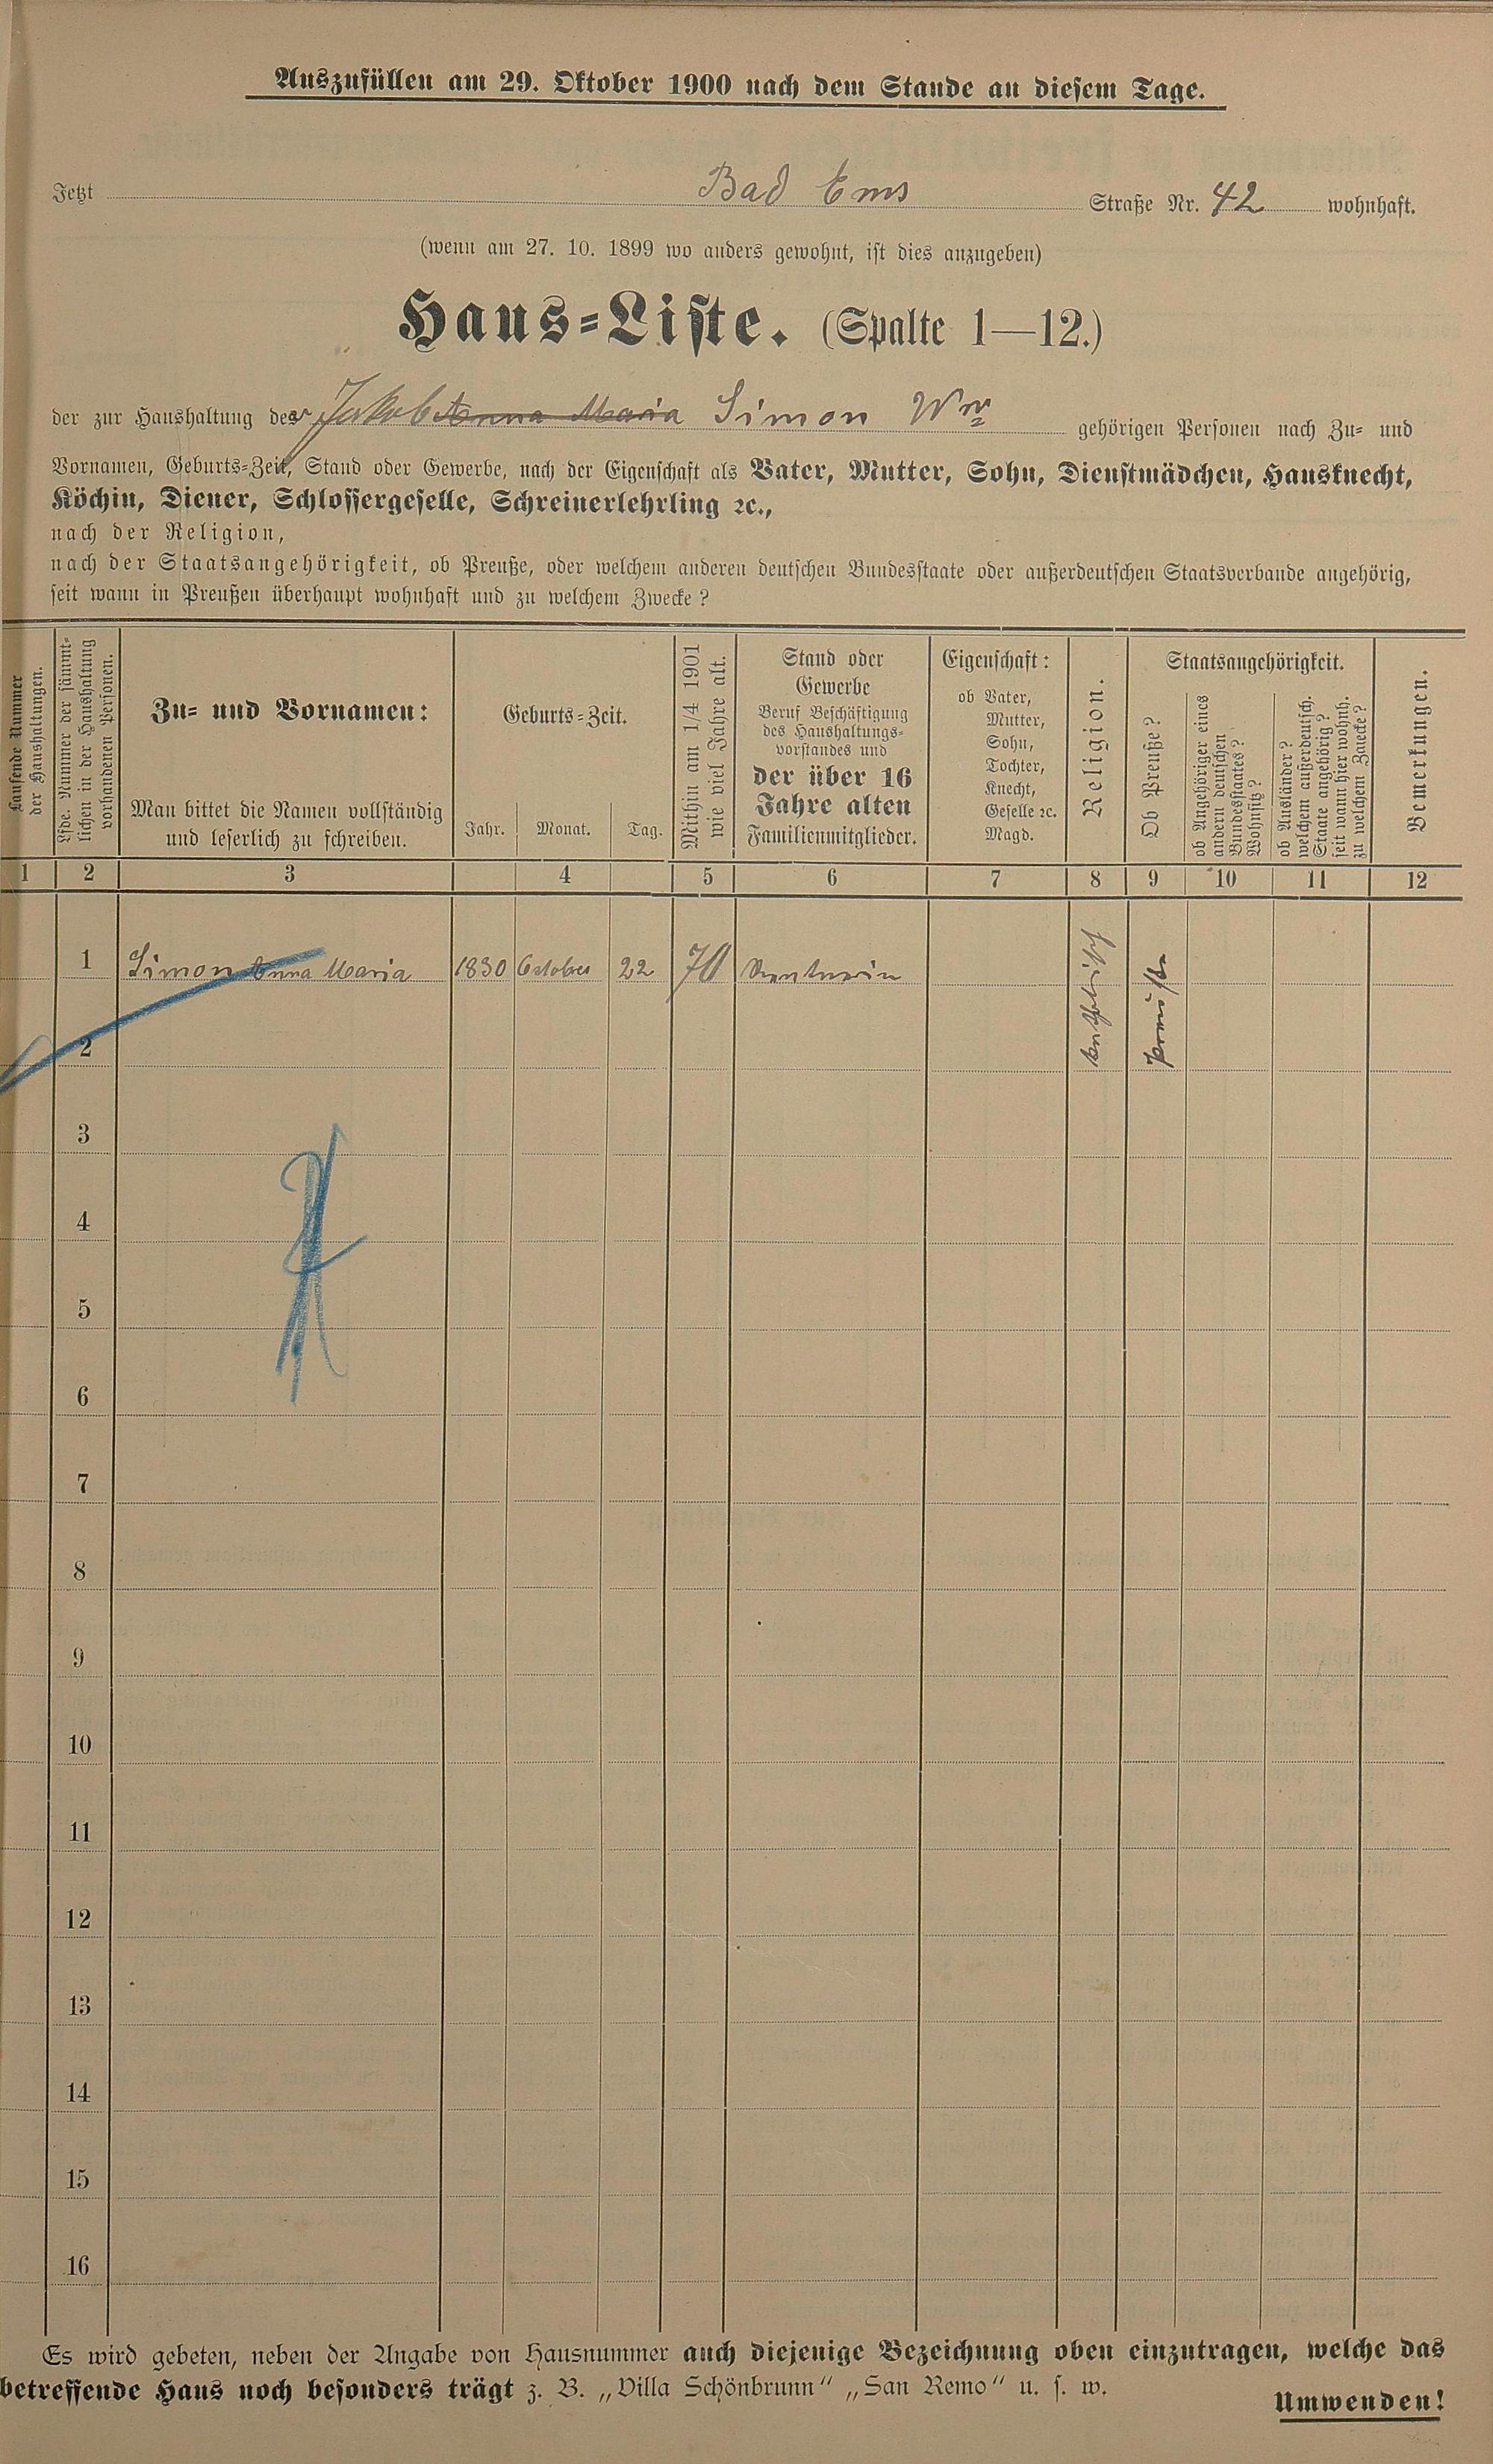 Auszufüllen am 29. Oktober 1900 nach dem Stande an diesem Tage.
Jetzt Bad Ems Straße Nr. 42 wohnhaft.
(wenn am 27. 10. 1899 wo anders gewohnt, ist dies anzugeben)
Haus-Liste. (Spalte 1—12.)
der zur Haushaltung der Jakob Anna Maria Simon Wwe gehörigen Personen nach Zu- und
Vornamen, Geburts-Zeit, Stand oder Gewerbe, nach der Eigenschaft als Vater, Mutter, Sohn, Dienstmädchen, Hausknecht,
Köchin, Diener, Schlossergeselle, Schreinerlehrling ꝛc.,
nach der Religion,
nach der Staatsangehörigkeit, ob Preuße, oder welchem anderen deutschen Bundesstaate oder außerdeutschen Staatsverbande angehörig,
seit wann in Preußen überhaupt wohnhaft und zu welchem Zwecke?
Laufende Nummer
der Haushaltungen.
Lfde. Nummer der sämmt-
lichen in der Haushaltung
vorhandenen Personen.
Zu- und Vornamen:
Man bittet die Namen vollständig
und leserlich zu schreiben.
Geburts-Zeit.
Jahr. Monat. Tag.
Mithin am 1/4 1901
wie viel Jahre alt.
Stand oder
Gewerbe
Beruf Beschäftigung
des Haushaltungs-
vorstandes und
der über 16
Jahre alten
Familienmitglieder.
Eigenschaft:
ob Vater,
Mutter,
Sohn,
Tochter,
Knecht,
Geselle ꝛc.
Magd.
Religion.
Staatsangehörigkeit.
Ob Preuße?
ob Angehöriger eines
andern deutschen
Bundesstaates?
Wohnsitz?
ob Ausländer?
welchem außerdeutsch.
Staate angehörig?
seit wann hier wohnh.
zu welchem Zwecke?
Bemerkungen.
1 2 3 4 5 6 7 8 9 10 11 12
1 Simon Anna Maria 1830 October 22 70 Rentnerin katholisch Preuße
2
3
4
5
6
7
8
9
10
11
12
13
14
15
16
Es wird gebeten, neben der Angabe von Hausnummer auch diejenige Bezeichnung oben einzutragen, welche das
betreffende Haus noch besonders trägt z. B. „Villa Schönbrunn“ „San Remo“ u. s. w.
Umwenden!